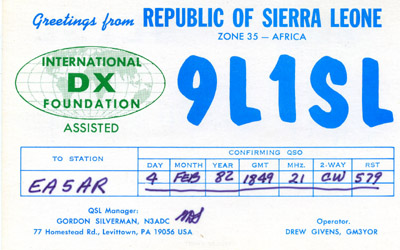 Greetings from REPUBLIC OF SIERRA LEONE
ZONE 35 — AFRICA
INTERNATIONAL
DX
FOUNDATION
ASSISTED
9L1SL
TO STATION
CONFIRMING QSO
DAY MONTH YEAR GMT MHZ. 2-WAY RST
EA5AR 4 FEB 82 1849 21 CW 579
QSL Manager:
GORDON SILVERMAN, N3ADC
77 Homestead Rd., Levittown, PA 19056 USA
Operator.
DREW GIVENS, GM3YOR